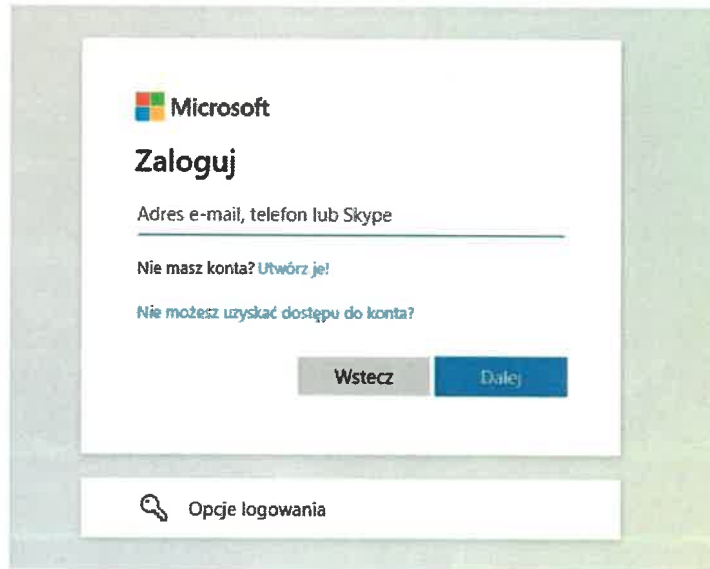 Microsoft
Zaloguj
Adres e-mail, telefon lub Skype
Nie masz konta? Utwórz je!
Nie możesz uzyskać dostępu do konta?
Wstecz Dalej
Opcje logowania